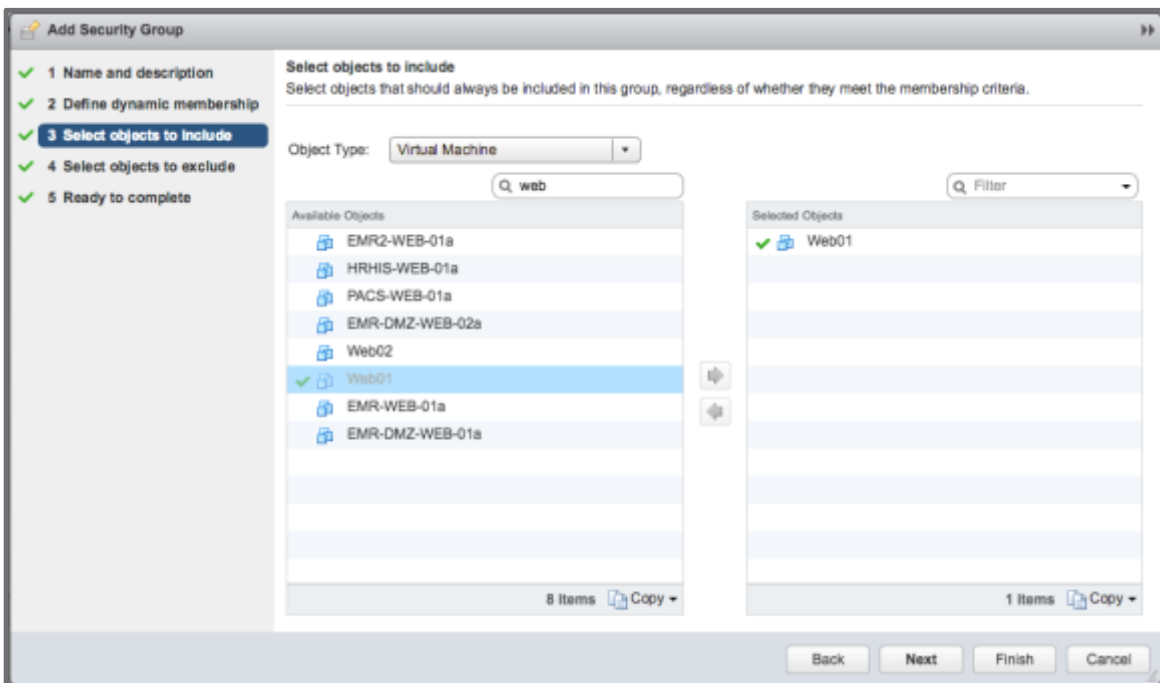 Add Security Group
1 Name and description
2 Define dynamic membership
3 Select objects to include
4 Select objects to exclude
5 Ready to complete
Select objects to include
Select objects that should always be included in this group, regardless of whether they meet the membership criteria.
Object Type: Virtual Machine
web
Filter
Available Objects
EMR2-WEB-01a
HRHIS-WEB-01a
PACS-WEB-01a
EMR-DMZ-WEB-02a
Web02
Web01
EMR-WEB-01a
EMR-DMZ-WEB-01a
8 Items Copy
Selected Objects
Web01
1 Items Copy
Back Next Finish Cancel